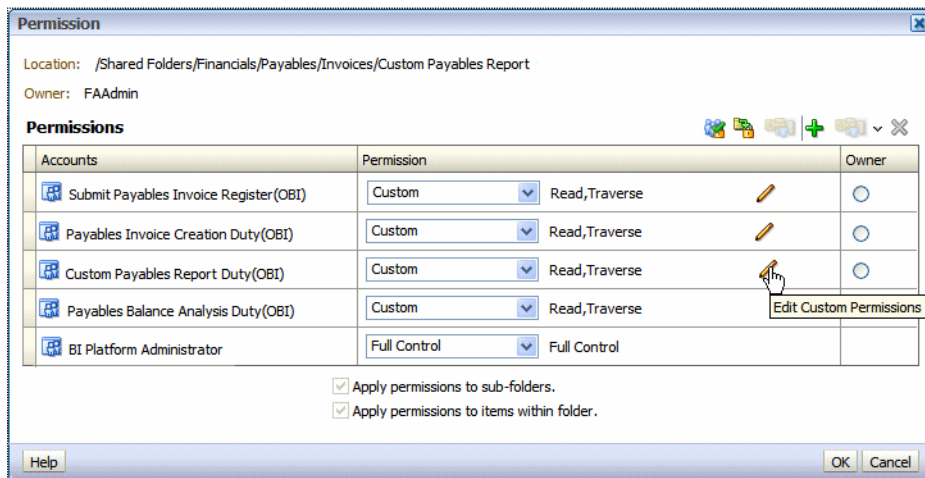 Permission
Location: /Shared Folders/Financials/Payables/Invoices/Custom Payables Report
Owner: FAAdmin
Permissions
Accounts Permission Owner
Submit Payables Invoice Register(OBI) Custom Read,Traverse
Payables Invoice Creation Duty(OBI) Custom Read,Traverse
Custom Payables Report Duty(OBI) Custom Read,Traverse
Payables Balance Analysis Duty(OBI) Custom Read,Traverse Edit Custom Permissions
BI Platform Administrator Full Control Full Control
Apply permissions to sub-folders.
Apply permissions to items within folder.
Help OK Cancel